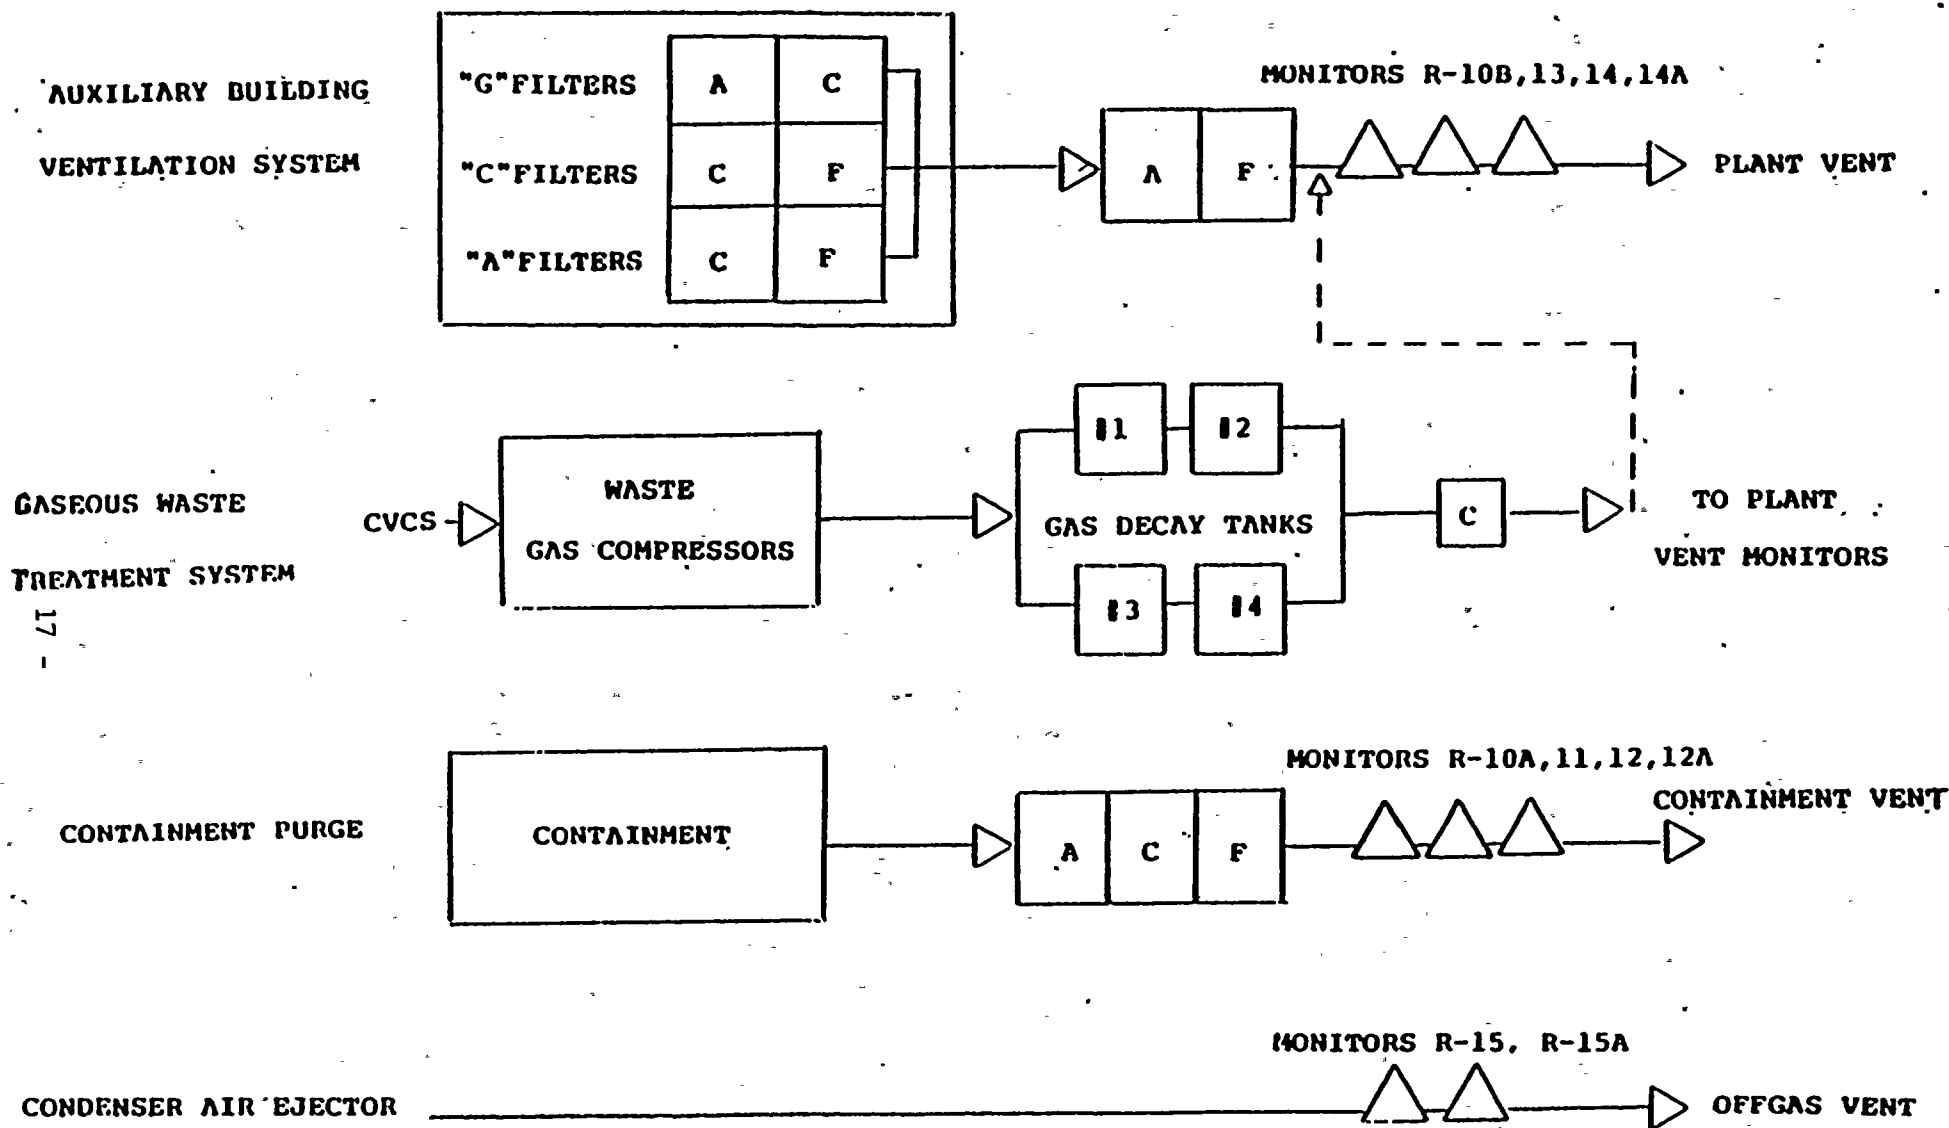 AUXILIARY BUILDING
VENTILATION SYSTEM
"G"FILTERS
A
C
"C"FILTERS
C
F
"A"FILTERS
C
F
A
F
MONITORS R-10B,13,14,14A
PLANT VENT
GASEOUS WASTE
TREATMENT SYSTEM
CVCS
WASTE
GAS COMPRESSORS
#1
#2
GAS DECAY TANKS
#3
#4
C
TO PLANT
VENT MONITORS
17 -
CONTAINMENT PURGE
CONTAINMENT
A
C
F
MONITORS R-10A,11,12,12A
CONTAINMENT VENT
CONDENSER AIR EJECTOR
MONITORS R-15, R-15A
OFFGAS VENT